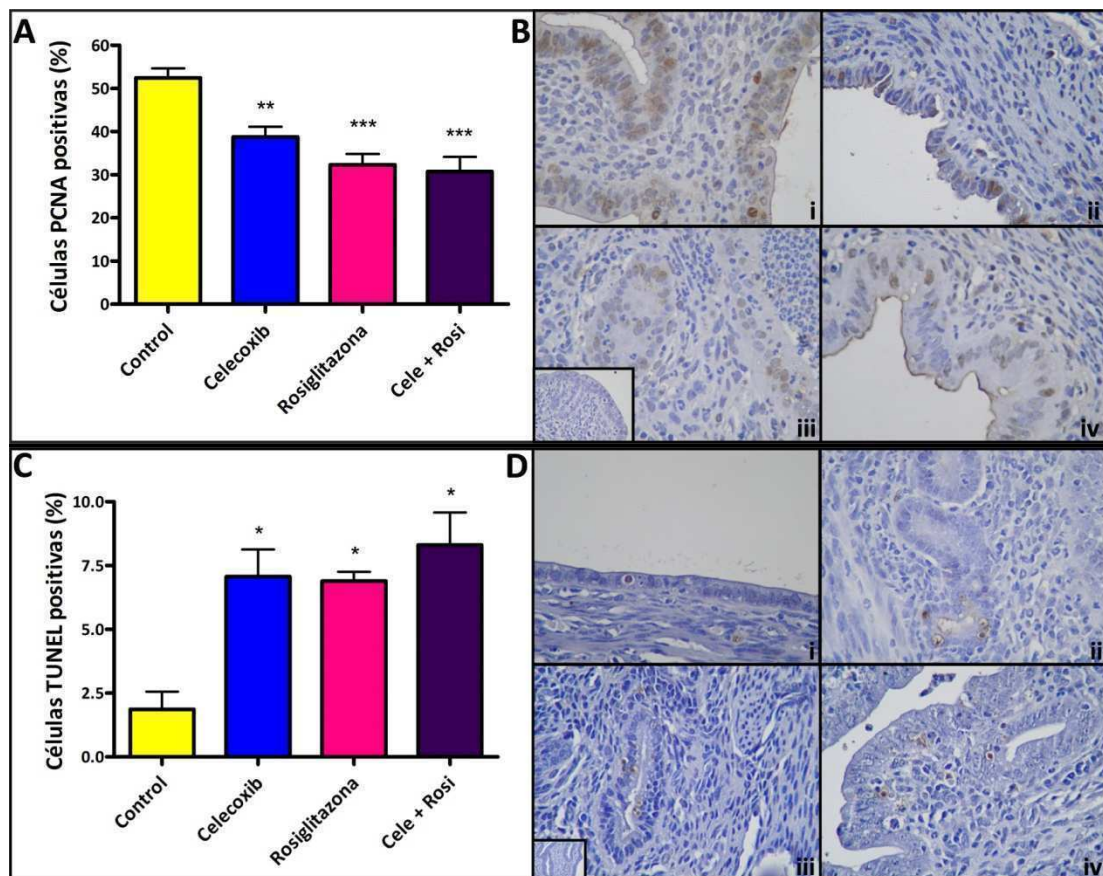 A
Células PCNA positivas (%)
60
50
40
30
20
10
0
**
***
***
Control
Celecoxib
Rosiglitazona
Cele + Rosi
B
i
ii
iii
iv
C
Células TUNEL positivas (%)
10.0
7.5
5.0
2.5
0.0
*
*
*
Control
Celecoxib
Rosiglitazona
Cele + Rosi
D
i
ii
iii
iv